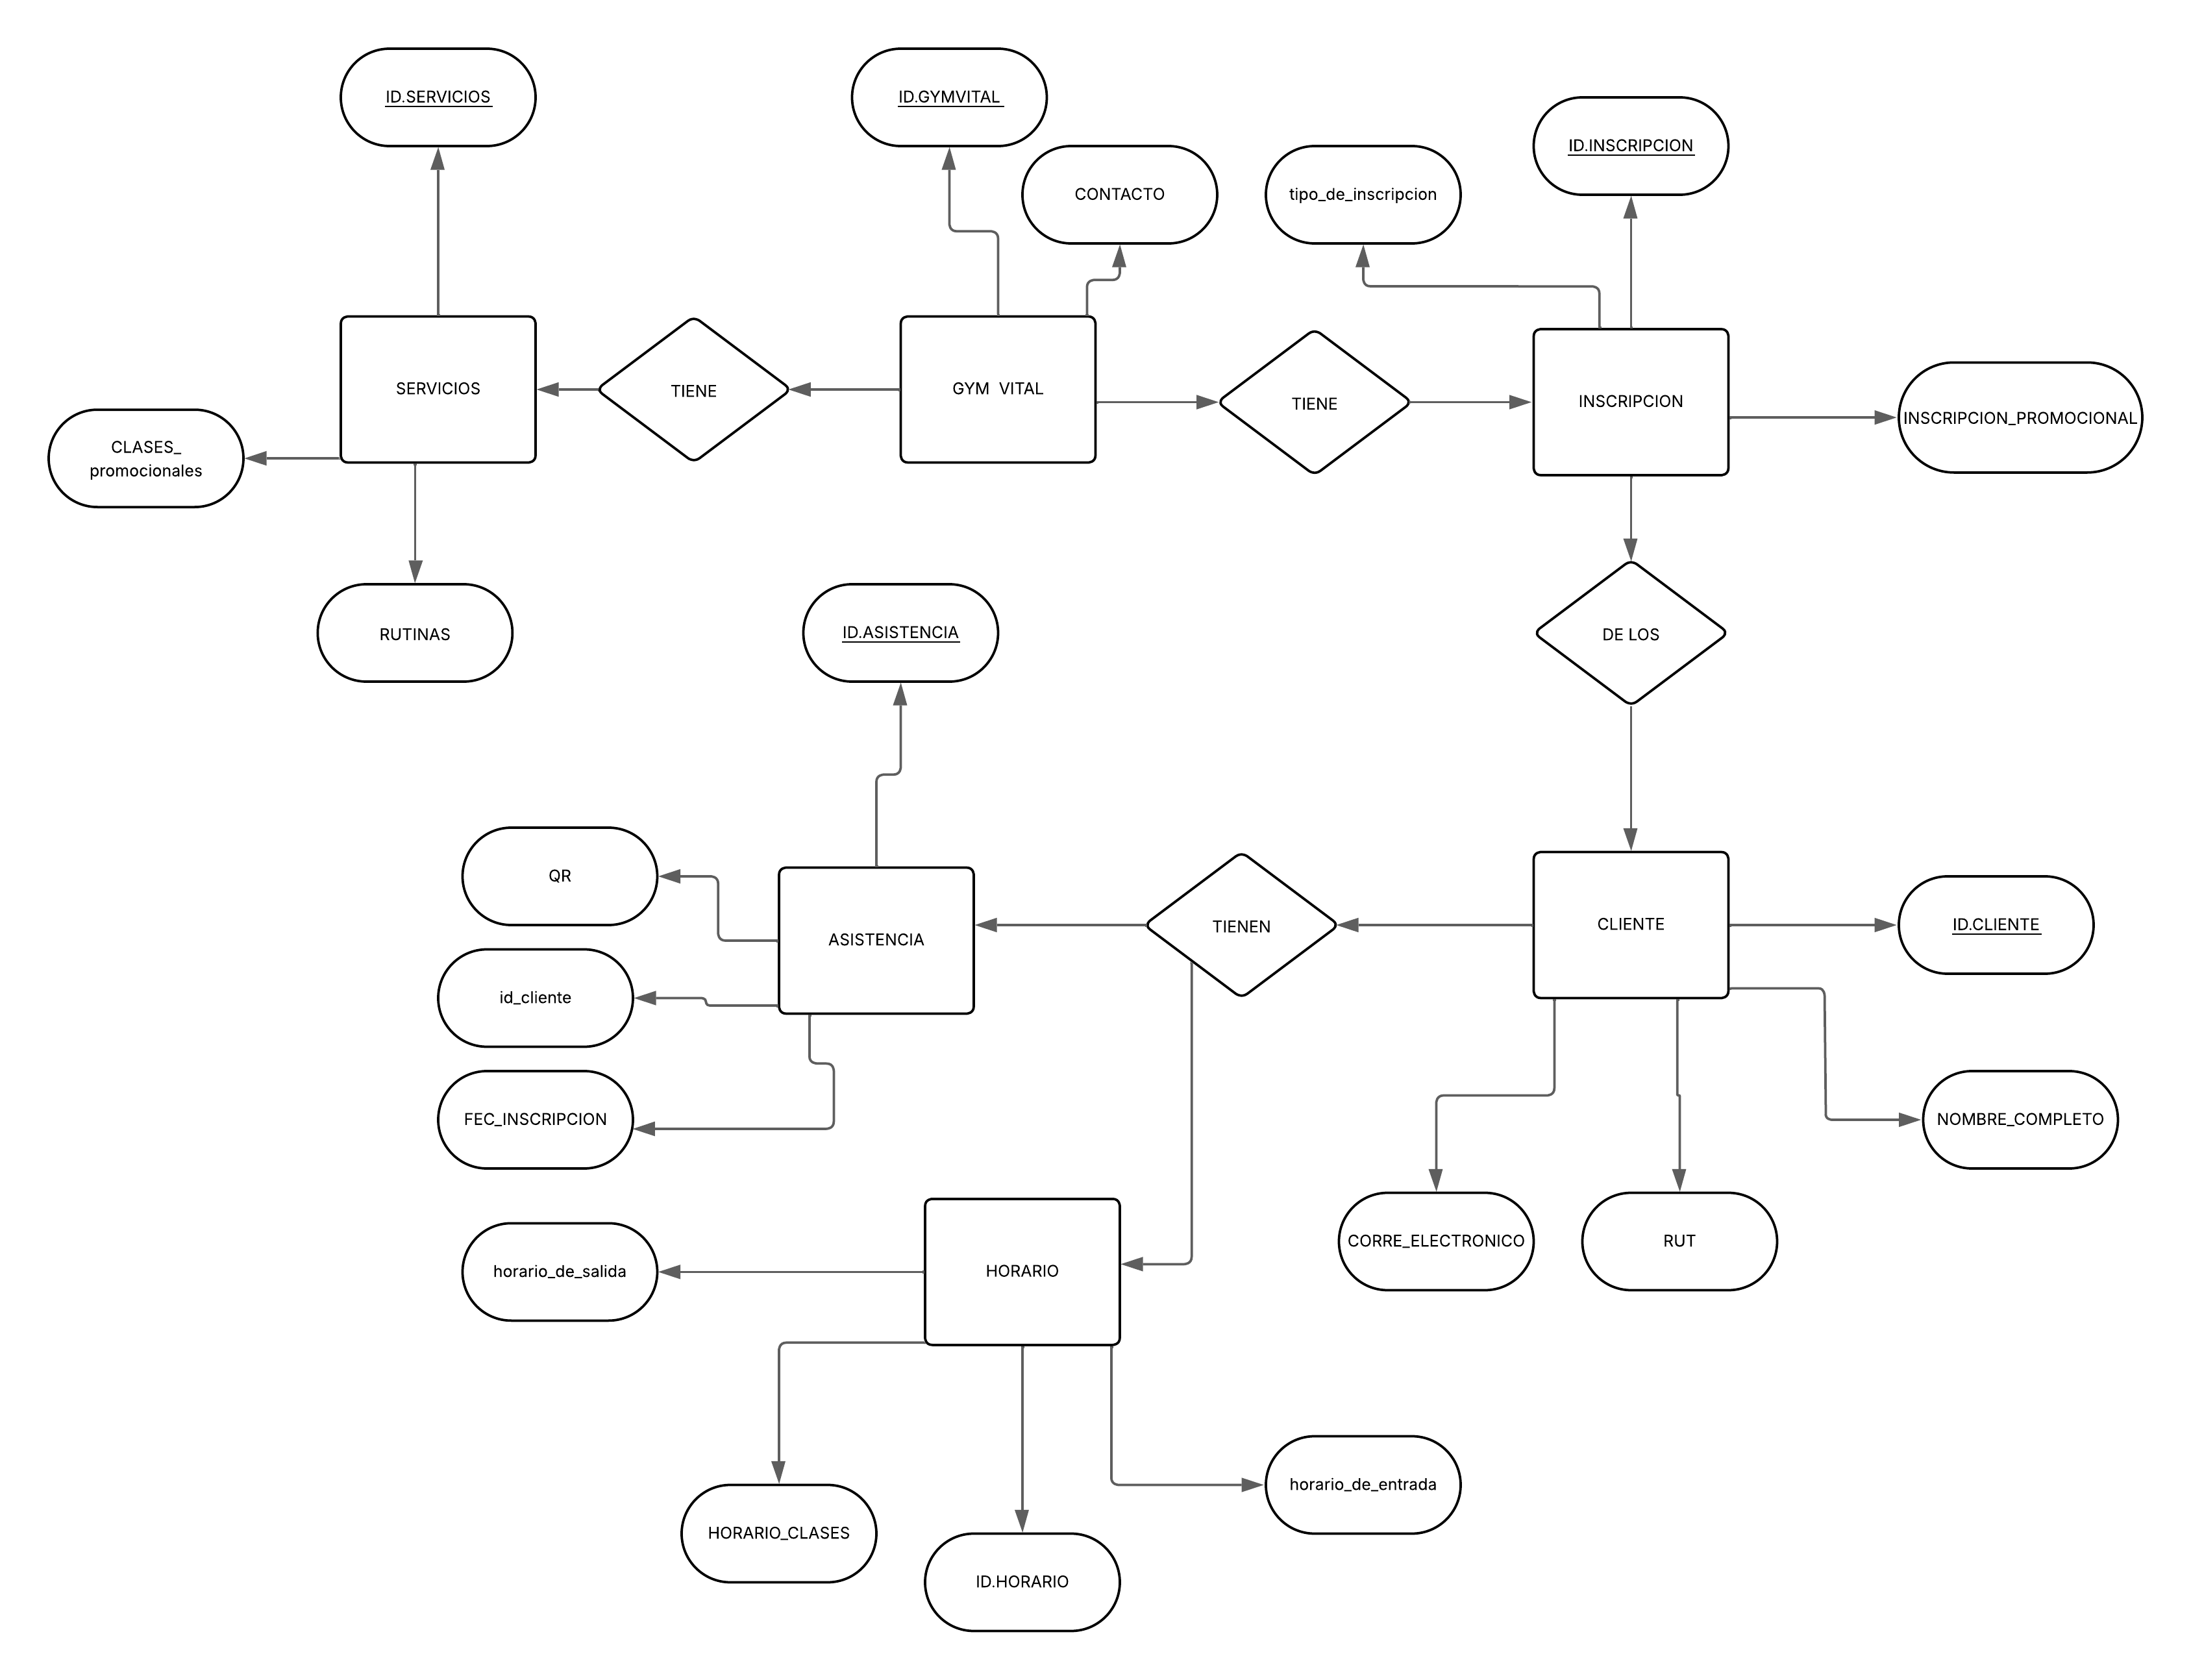 ID.SERVICIOS
ID.GYMVITAL
ID.INSCRIPCION
CONTACTO
tipo_de_inscripcion
SERVICIOS
TIENE
GYM  VITAL
TIENE
INSCRIPCION
INSCRIPCION_PROMOCIONAL
CLASES_
promocionales
RUTINAS
ID.ASISTENCIA
DE LOS
QR
ASISTENCIA
TIENEN
CLIENTE
ID.CLIENTE
id_cliente
FEC_INSCRIPCION
NOMBRE_COMPLETO
CORRE_ELECTRONICO
RUT
horario_de_salida
HORARIO
horario_de_entrada
HORARIO_CLASES
ID.HORARIO